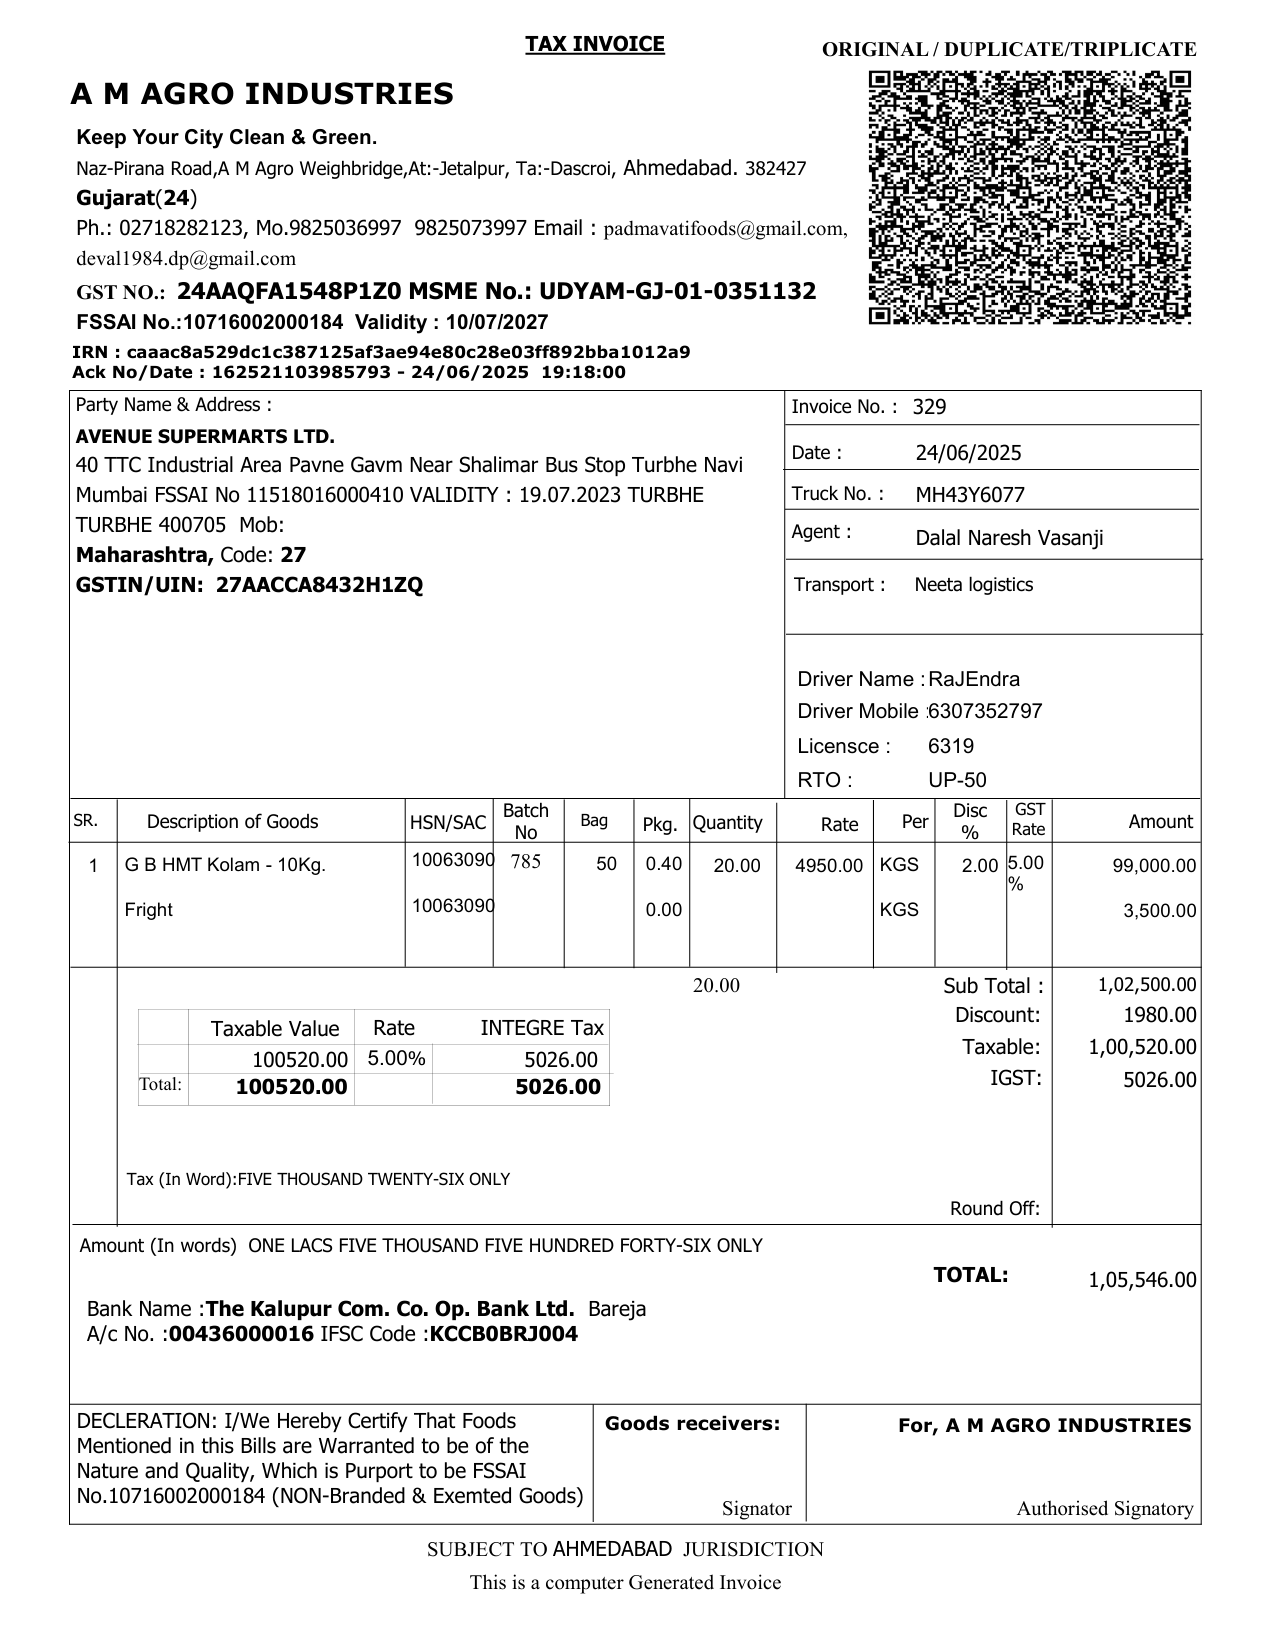 TAX INVOICE
ORIGINAL / DUPLICATE/TRIPLICATE
A M AGRO INDUSTRIES
Keep Your City Clean & Green.
Naz-Pirana Road,A M Agro Weighbridge,At:-Jetalpur, Ta:-Dascroi, Ahmedabad. 382427
Gujarat(24)
Ph.: 02718282123, Mo.9825036997 9825073997 Email : padmavatifoods@gmail.com,
deval1984.dp@gmail.com
GST NO.: 24AAQFA1548P1Z0 MSME No.: UDYAM-GJ-01-0351132
FSSAI No.:10716002000184 Validity : 10/07/2027
IRN : caaac8a529dc1c387125af3ae94e80c28e03ff892bba1012a9
Ack No/Date : 162521103985793 - 24/06/2025 19:18:00
Party Name & Address :
AVENUE SUPERMARTS LTD.
40 TTC Industrial Area Pavne Gavm Near Shalimar Bus Stop Turbhe Navi
Mumbai FSSAI No 11518016000410 VALIDITY : 19.07.2023 TURBHE
TURBHE 400705 Mob:
Maharashtra, Code: 27
GSTIN/UIN: 27AACCA8432H1ZQ
Invoice No. : 329
Date : 24/06/2025
Truck No. : MH43Y6077
Agent : Dalal Naresh Vasanji
Transport : Neeta logistics
Driver Name : RaJEndra
Driver Mobile :6307352797
Licensce : 6319
RTO : UP-50
SR. Description of Goods HSN/SAC Batch No Bag Pkg. Quantity Rate Per Disc % GST Rate Amount
1 G B HMT Kolam - 10Kg. 10063090 785 50 0.40 20.00 4950.00 KGS 2.00 5.00 % 99,000.00
Fright 10063090 0.00 KGS 3,500.00
20.00 Sub Total : 1,02,500.00
Discount: 1980.00
Taxable: 1,00,520.00
IGST: 5026.00
Taxable Value Rate INTEGRE Tax
100520.00 5.00% 5026.00
Total: 100520.00 5026.00
Tax (In Word):FIVE THOUSAND TWENTY-SIX ONLY
Round Off:
Amount (In words) ONE LACS FIVE THOUSAND FIVE HUNDRED FORTY-SIX ONLY
TOTAL: 1,05,546.00
Bank Name :The Kalupur Com. Co. Op. Bank Ltd. Bareja
A/c No. :00436000016 IFSC Code :KCCB0BRJ004
DECLERATION: I/We Hereby Certify That Foods
Mentioned in this Bills are Warranted to be of the
Nature and Quality, Which is Purport to be FSSAI
No.10716002000184 (NON-Branded & Exemted Goods)
Goods receivers:
Signator
For, A M AGRO INDUSTRIES
Authorised Signatory
SUBJECT TO AHMEDABAD JURISDICTION
This is a computer Generated Invoice